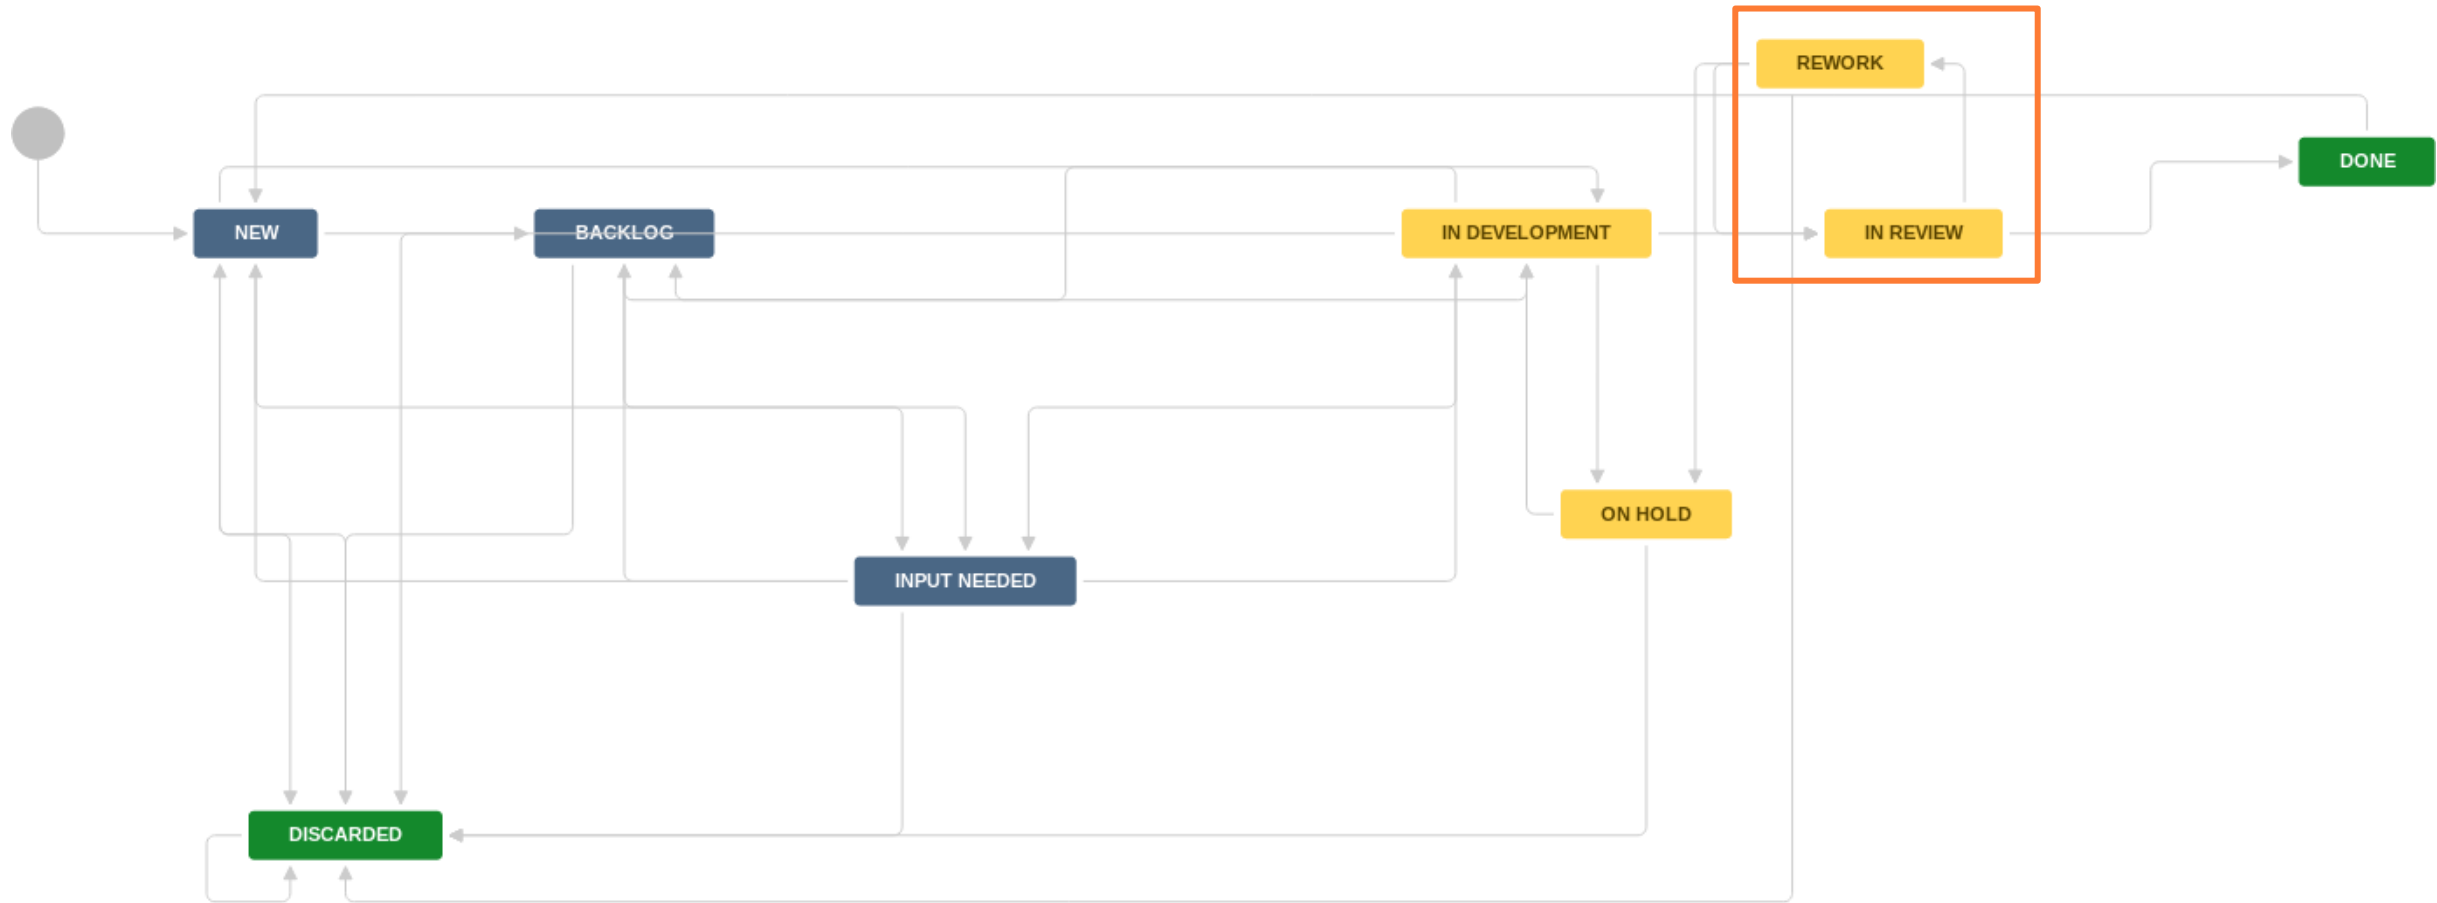 REWORK
DONE
NEW
BACKLOG
IN DEVELOPMENT
IN REVIEW
ON HOLD
INPUT NEEDED
DISCARDED